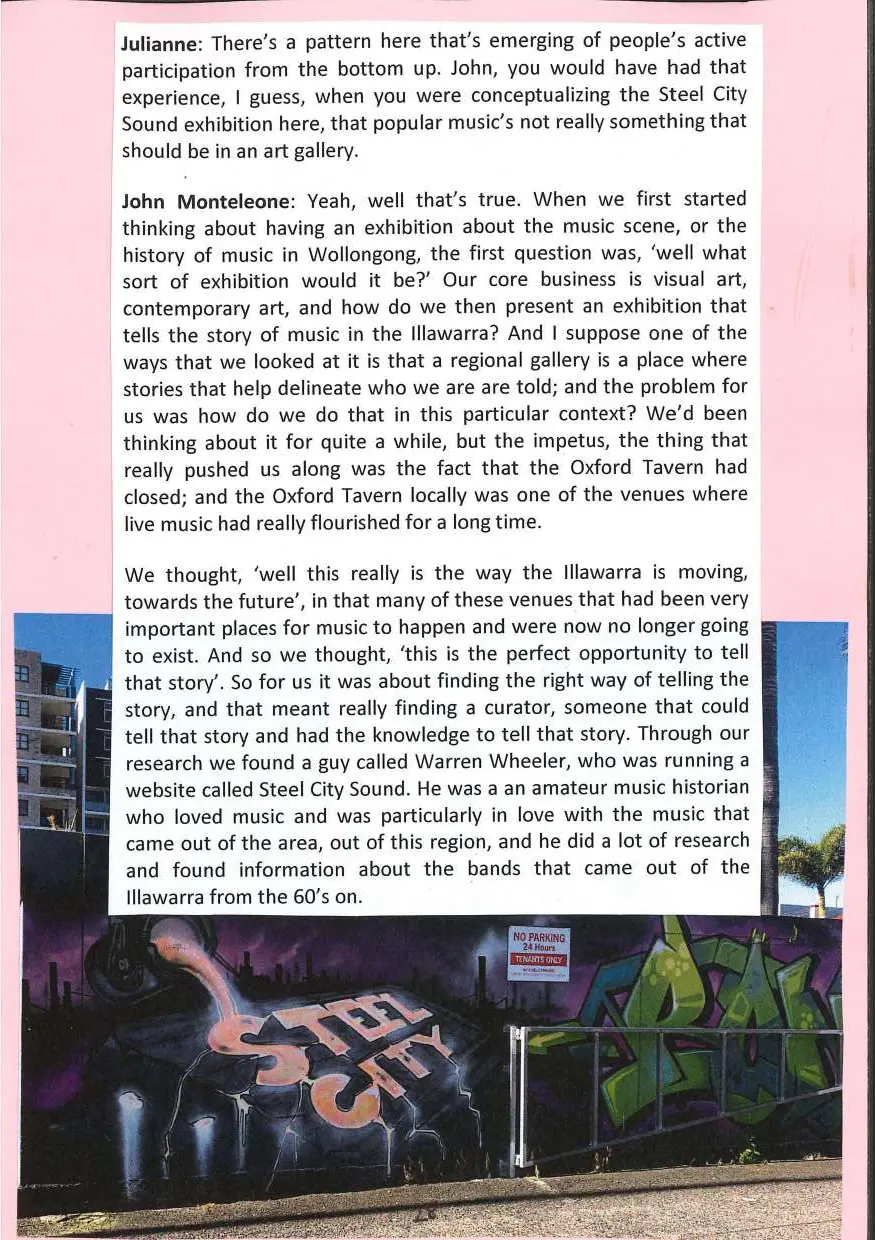 Julianne: There's a pattern here that's emerging of people's active
participation from the bottom up. John, you would have had that
experience, I guess, when you were conceptualizing the Steel City
Sound exhibition here, that popular music's not really something that
should be in an art gallery.
John Monteleone: Yeah, well that's true. When we first started
thinking about having an exhibition about the music scene, or the
history of music in Wollongong, the first question was, 'well what
sort of exhibition would it be?' Our core business is visual art,
contemporary art, and how do we then present an exhibition that
tells the story of music in the Illawarra? And I suppose one of the
ways that we looked at it is that a regional gallery is a place where
stories that help delineate who we are are told; and the problem for
us was how do we do that in this particular context? We'd been
thinking about it for quite a while, but the impetus, the thing that
really pushed us along was the fact that the Oxford Tavern had
closed; and the Oxford Tavern locally was one of the venues where
live music had really flourished for a long time.
We thought, 'well this really is the way the Illawarra is moving,
towards the future', in that many of these venues that had been very
important places for music to happen and were now no longer going
to exist. And so we thought, 'this is the perfect opportunity to tell
that story'. So for us it was about finding the right way of telling the
story, and that meant really finding a curator, someone that could
tell that story and had the knowledge to tell that story. Through our
research we found a guy called Warren Wheeler, who was running a
website called Steel City Sound. He was a an amateur music historian
who loved music and was particularly in love with the music that
came out of the area, out of this region, and he did a lot of research
and found information about the bands that came out of the
Illawarra from the 60's on.
NO PARKING
24 Hours
TENANTS ONLY
STEEL
CITY